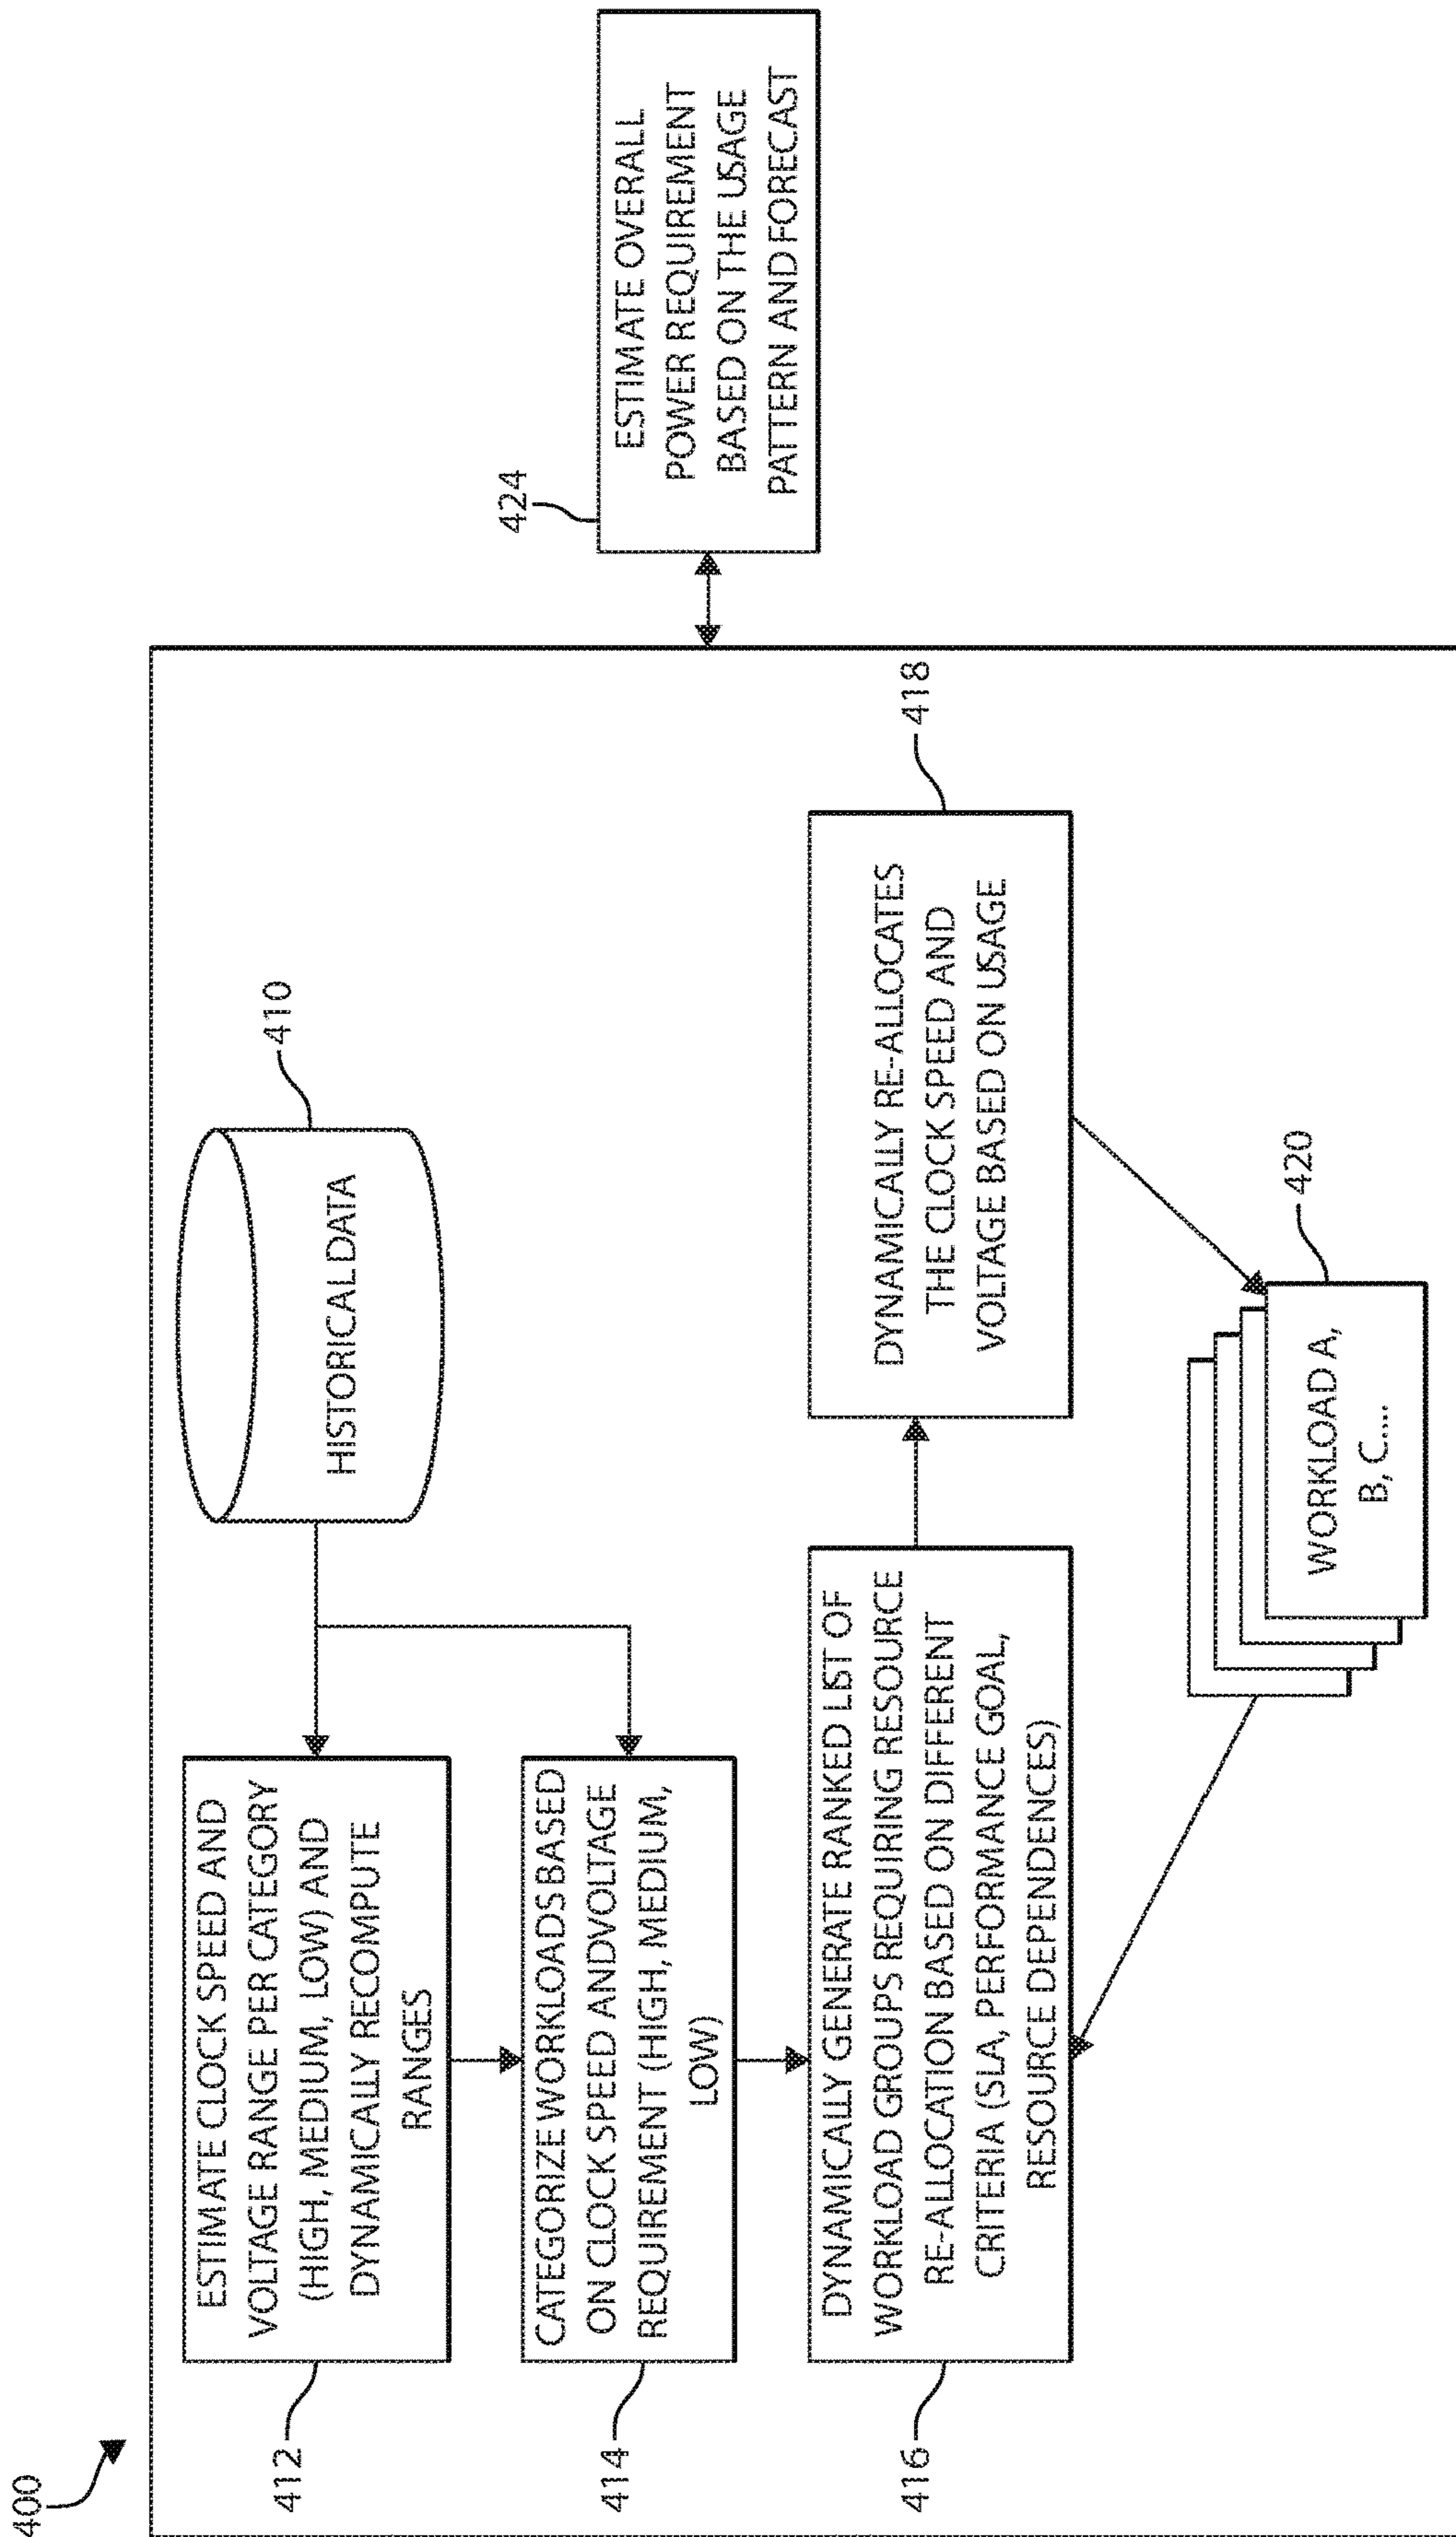 400
410
HISTORICAL DATA
412
ESTIMATE CLOCK SPEED AND
VOLTAGE RANGE PER CATEGORY
(HIGH, MEDIUM, LOW) AND
DYNAMICALLY RECOMPUTE
RANGES
414
CATEGORIZE WORKLOADS BASED
ON CLOCK SPEED ANDVOLTAGE
REQUIREMENT (HIGH, MEDIUM,
LOW)
416
DYNAMICALLY GENERATE RANKED LIST OF
WORKLOAD GROUPS REQUIRING RESOURCE
RE-ALLOCATION BASED ON DIFFERENT
CRITERIA (SLA, PERFORMANCE GOAL,
RESOURCE DEPENDENCES)
418
DYNAMICALLY RE-ALLOCATES
THE CLOCK SPEED AND
VOLTAGE BASED ON USAGE
420
WORKLOAD A,
B, C....
424
ESTIMATE OVERALL
POWER REQUIREMENT
BASED ON THE USAGE
PATTERN AND FORECAST